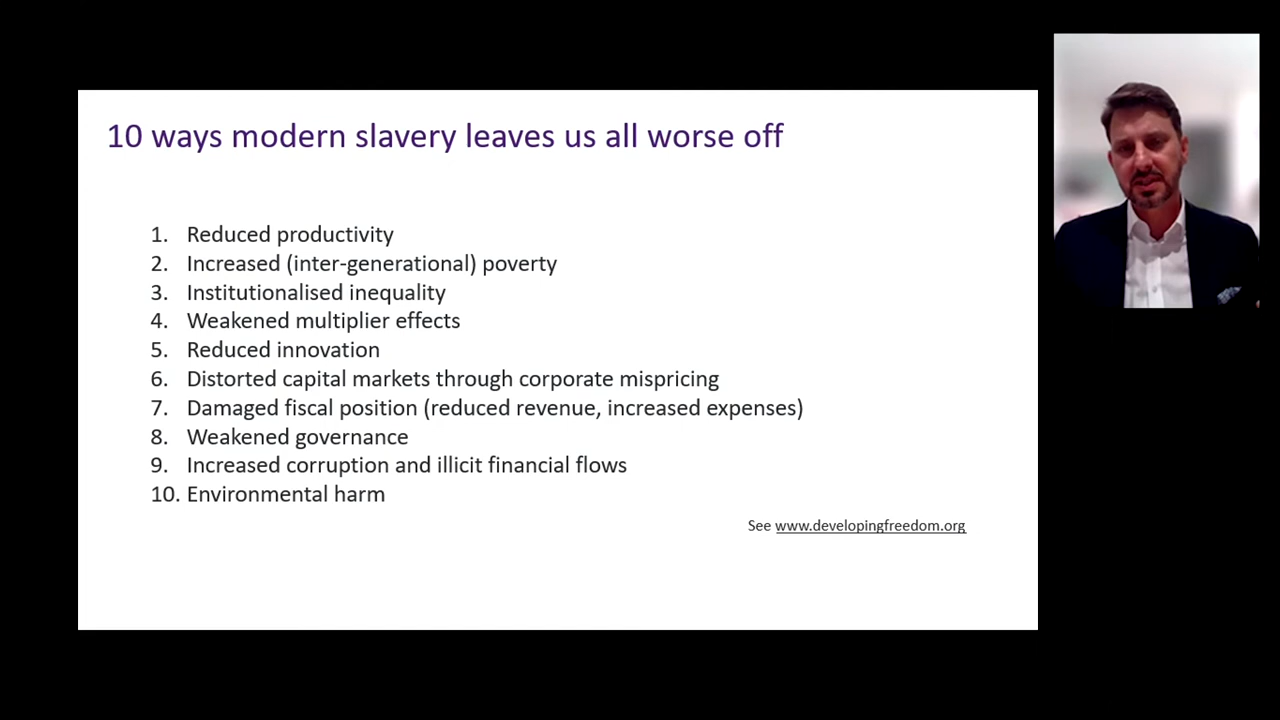 10 ways modern slavery leaves us all worse off
1. Reduced productivity
2. Increased (inter-generational) poverty
3. Institutionalised inequality
4. Weakened multiplier effects
5. Reduced innovation
6. Distorted capital markets through corporate mispricing
7. Damaged fiscal position (reduced revenue, increased expenses)
8. Weakened governance
9. Increased corruption and illicit financial flows
10. Environmental harm
See www.developingfreedom.org